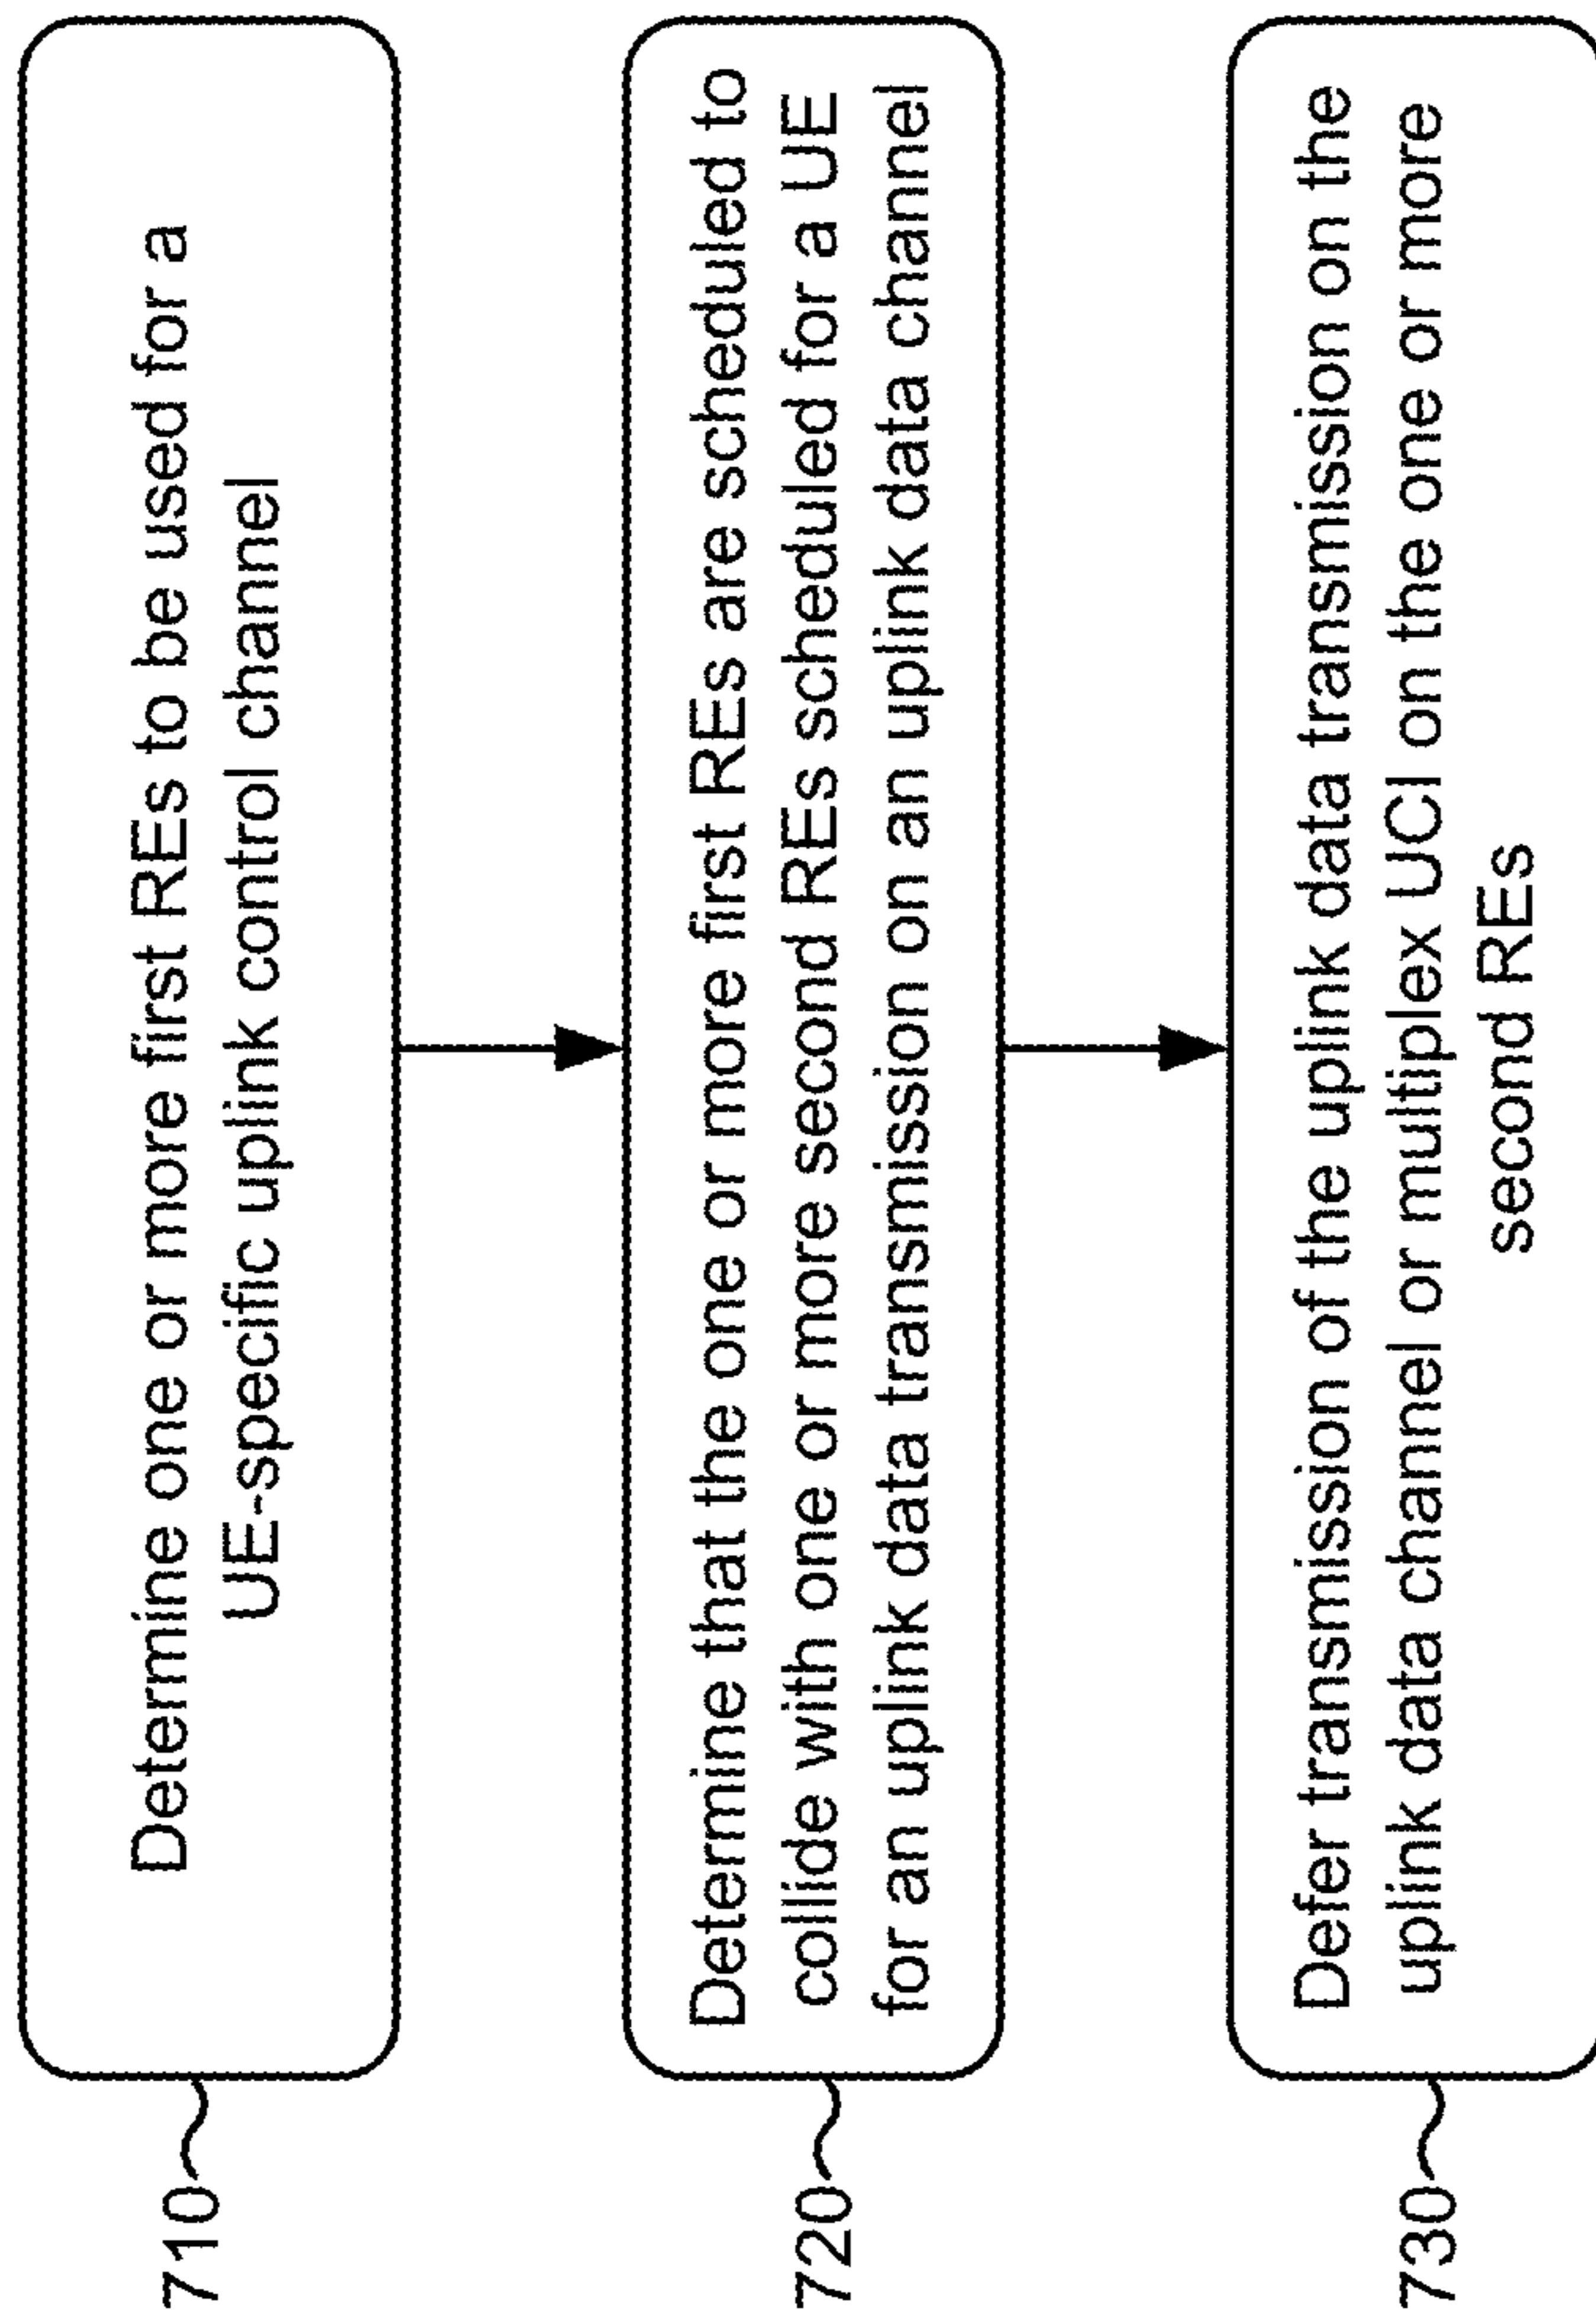 710
Determine one or more first REs to be used for a
UE-specific uplink control channel
720
Determine that the one or more first REs are scheduled to
collide with one or more second REs scheduled for a UE
for an uplink data transmission on an uplink data channel
730
Defer transmission of the uplink data transmission on the
uplink data channel or multiplex UCI on the one or more
second REs